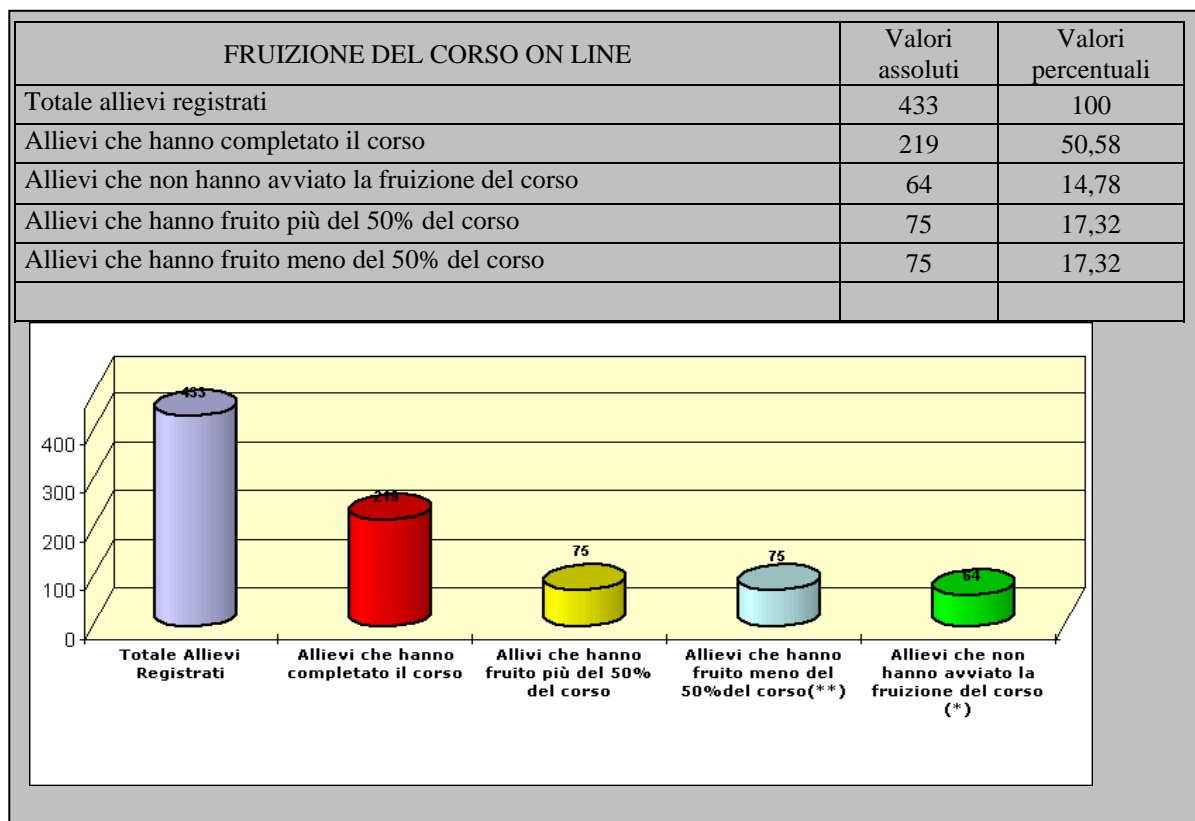 FRUIZIONE DEL CORSO ON LINE
Valori
assoluti
Valori
percentuali
Totale allievi registrati 433 100
Allievi che hanno completato il corso 219 50,58
Allievi che non hanno avviato la fruizione del corso 64 14,78
Allievi che hanno fruito più del 50% del corso 75 17,32
Allievi che hanno fruito meno del 50% del corso 75 17,32
433
219
75
75
64
400
300
200
100
0
Totale Allievi
Registrati
Allievi che hanno
completato il corso
Allivi che hanno
fruito più del 50%
del corso
Allievi che hanno
fruito meno del
50%del corso(**)
Allievi che non
hanno avviato la
fruizione del corso
(*)